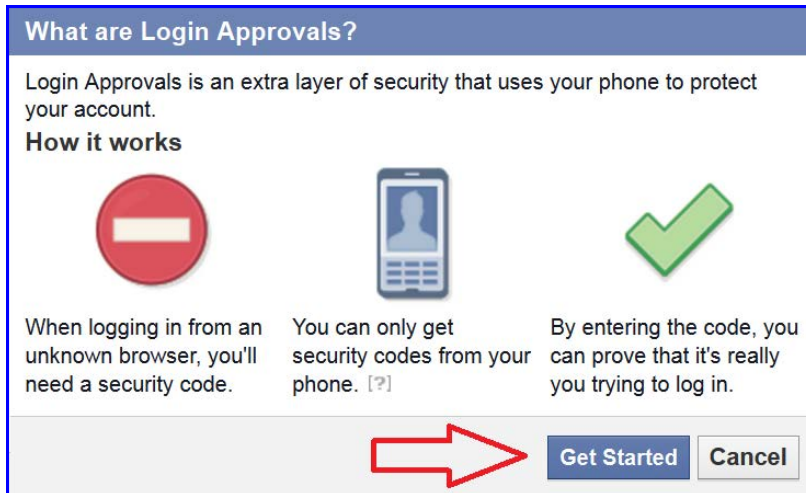 What are Login Approvals?
Login Approvals is an extra layer of security that uses your phone to protect
your account.
How it works
When logging in from an
unknown browser, you'll
need a security code.
You can only get
security codes from your
phone. [?]
By entering the code, you
can prove that it's really
you trying to log in.
Get Started
Cancel